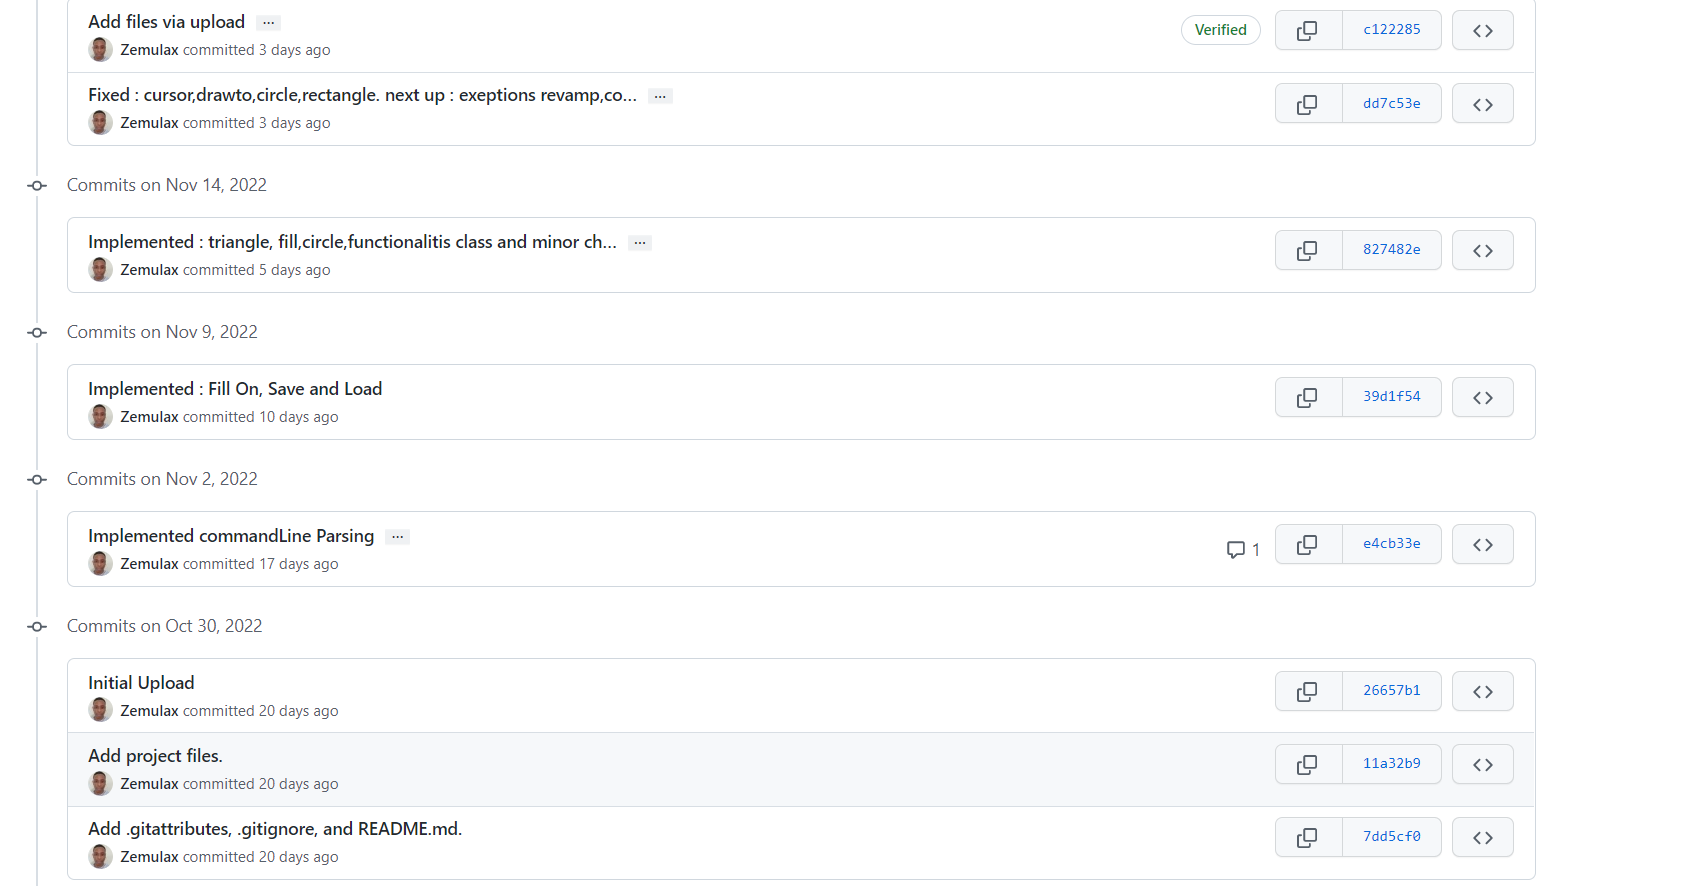 Add files via upload ...
Zemulax committed 3 days ago
Verified
c122285
Fixed : cursor,drawto,circle,rectangle. next up : exeptions revamp,co... ...
Zemulax committed 3 days ago
dd7c53e
Commits on Nov 14, 2022
Implemented : triangle, fill,circle,functionalitis class and minor ch... ...
Zemulax committed 5 days ago
827482e
Commits on Nov 9, 2022
Implemented : Fill On, Save and Load
Zemulax committed 10 days ago
39d1f54
Commits on Nov 2, 2022
Implemented commandLine Parsing ...
Zemulax committed 17 days ago
1
e4cb33e
Commits on Oct 30, 2022
Initial Upload
Zemulax committed 20 days ago
26657b1
Add project files.
Zemulax committed 20 days ago
11a32b9
Add .gitattributes, .gitignore, and README.md.
Zemulax committed 20 days ago
7dd5cf0